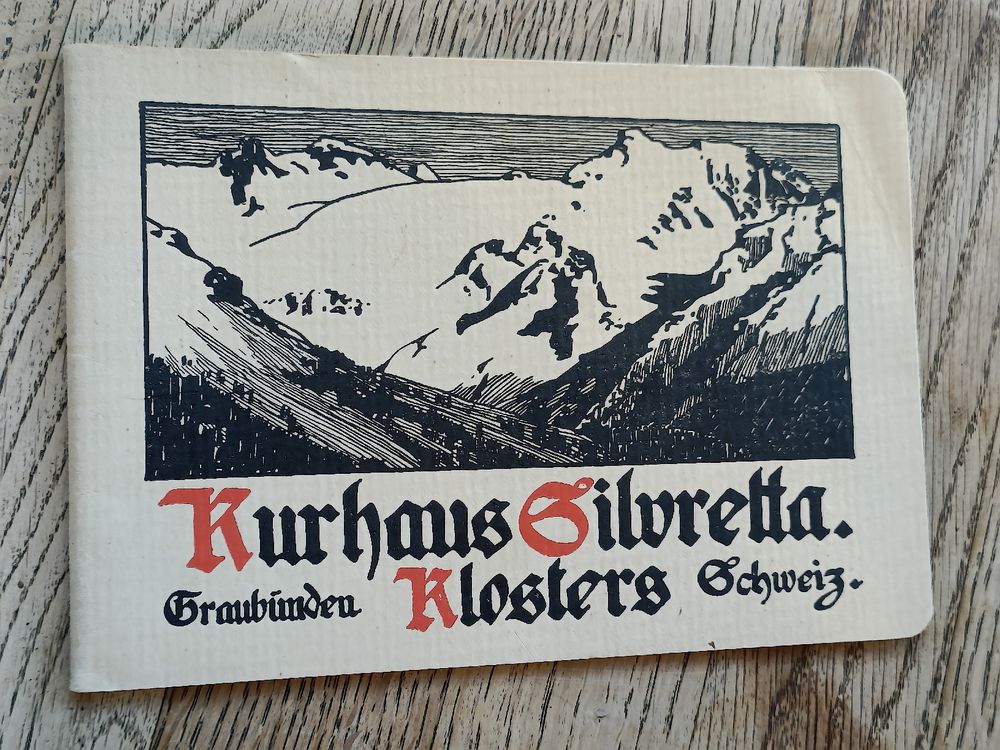 Kurhaus Silvretta.
Graubünden Klosters Schweiz.